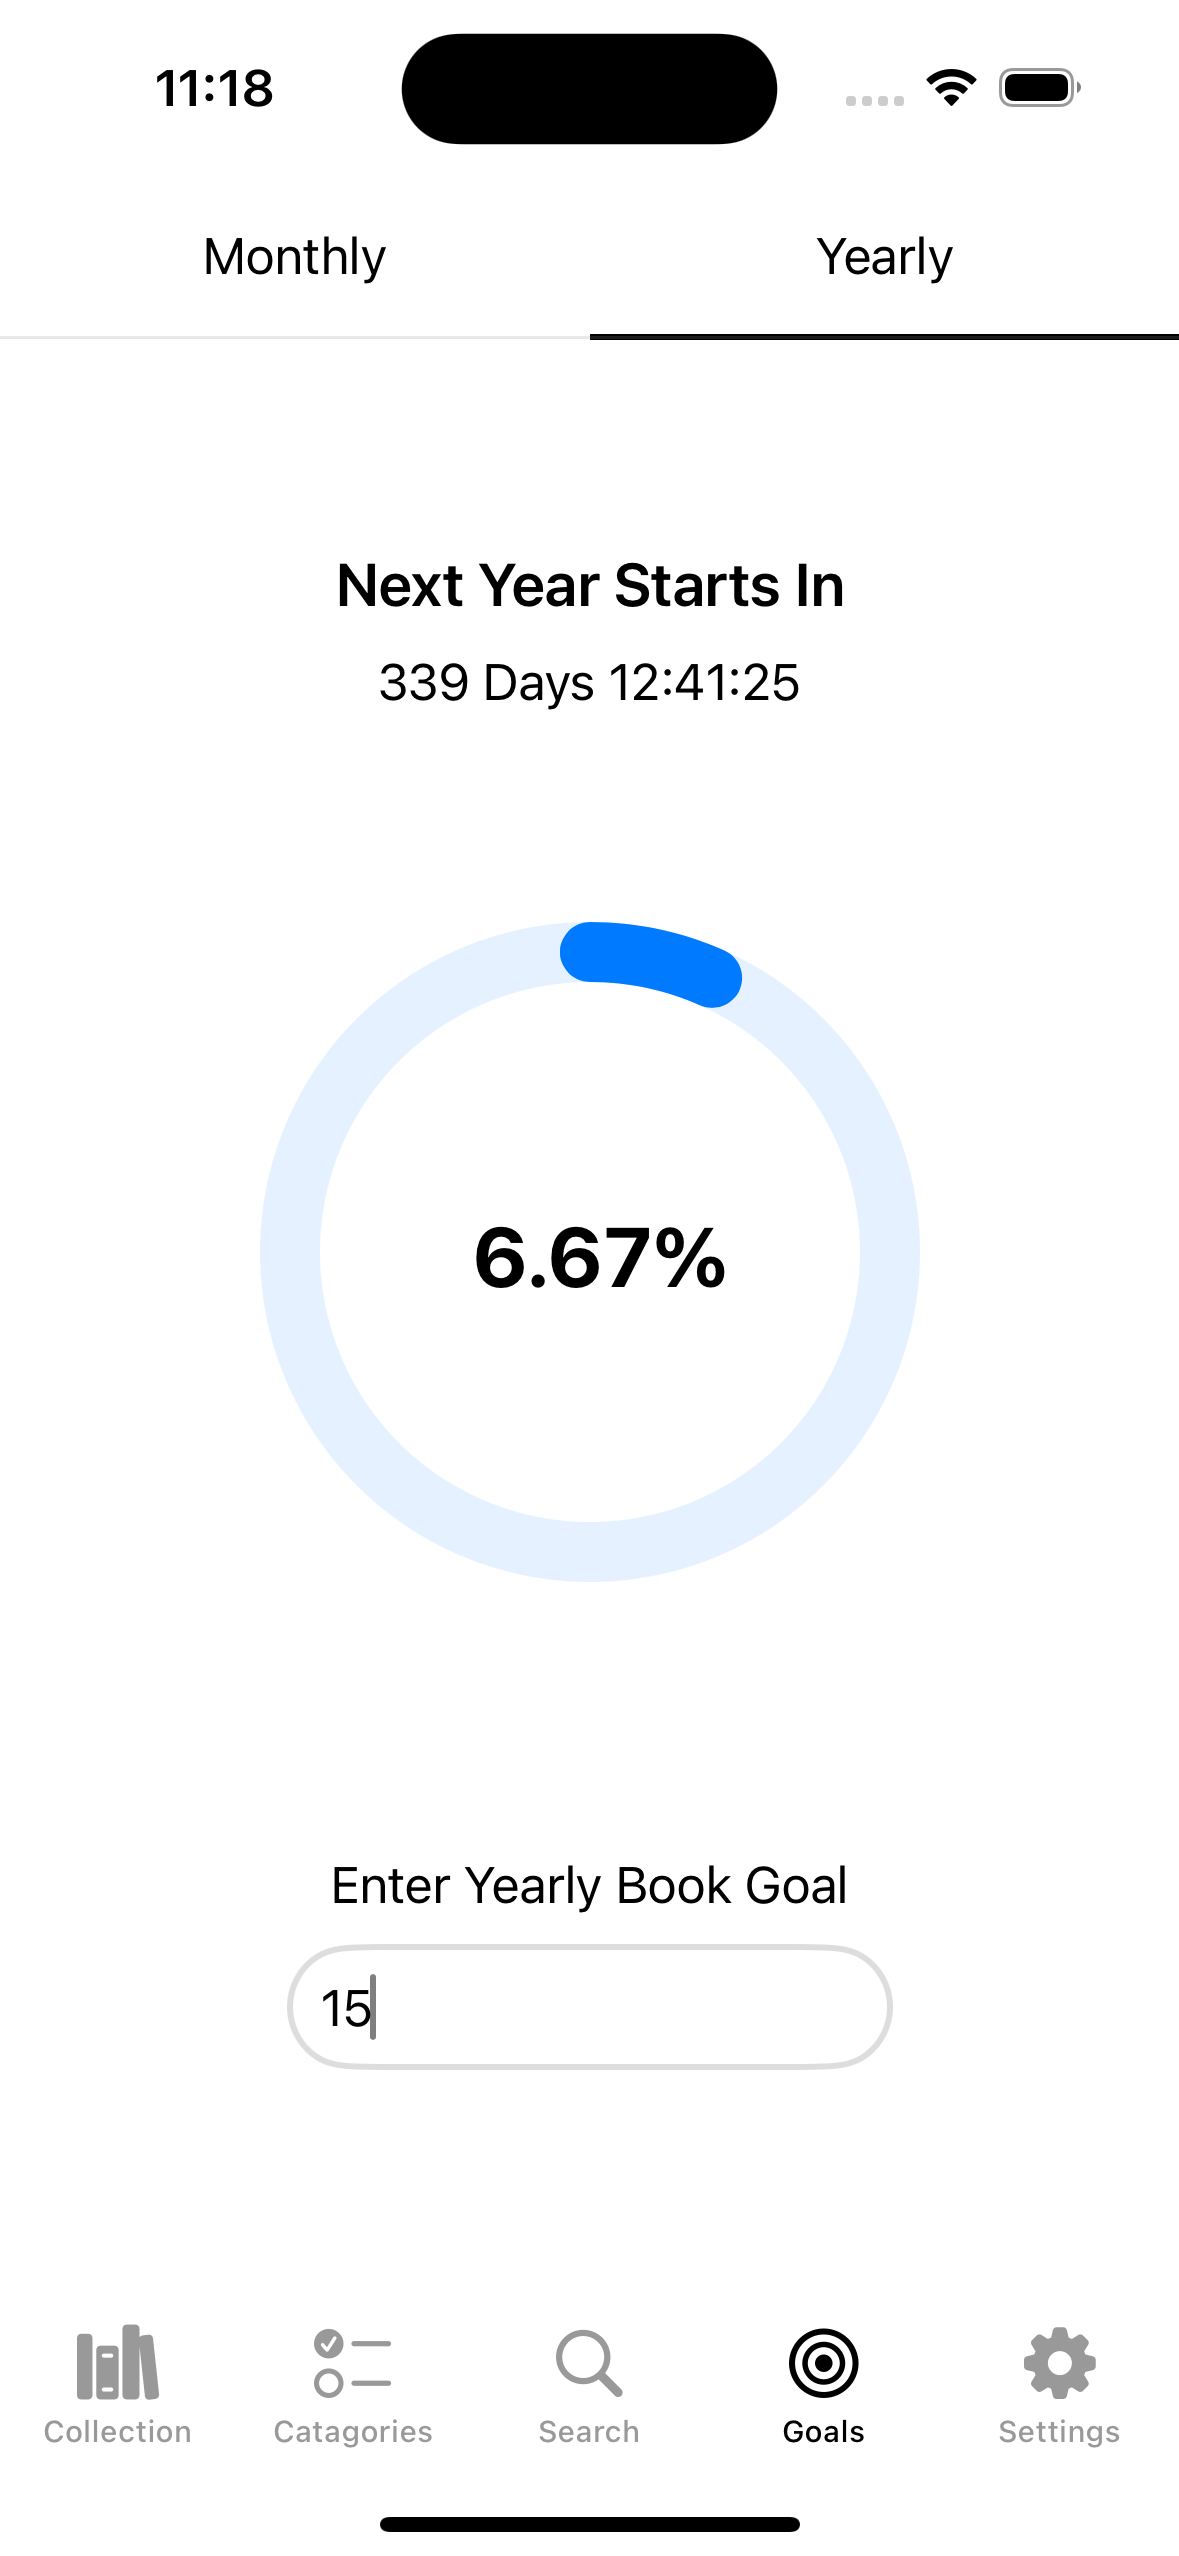 11:18
Monthly
Yearly
Next Year Starts In
339 Days 12:41:25
6.67%
Enter Yearly Book Goal
15
Collection
Catagories
Search
Goals
Settings